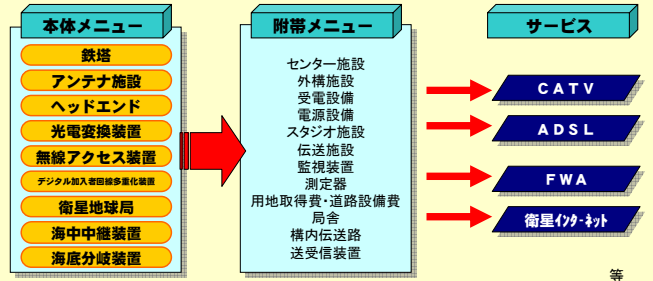 本体メニュー
鉄塔
アンテナ施設
ヘッドエンド
光電変換装置
無線アクセス装置
デジタル加入者回線多重化装置
衛星地球局
海中中継装置
海底分岐装置
附帯メニュー
センター施設
外構施設
受電設備
電源設備
スタジオ施設
伝送施設
監視装置
測定器
用地取得費・道路設備費
局舎
構内伝送路
送受信装置
サービス
CATV
ADSL
FWA
衛星インターネット
等